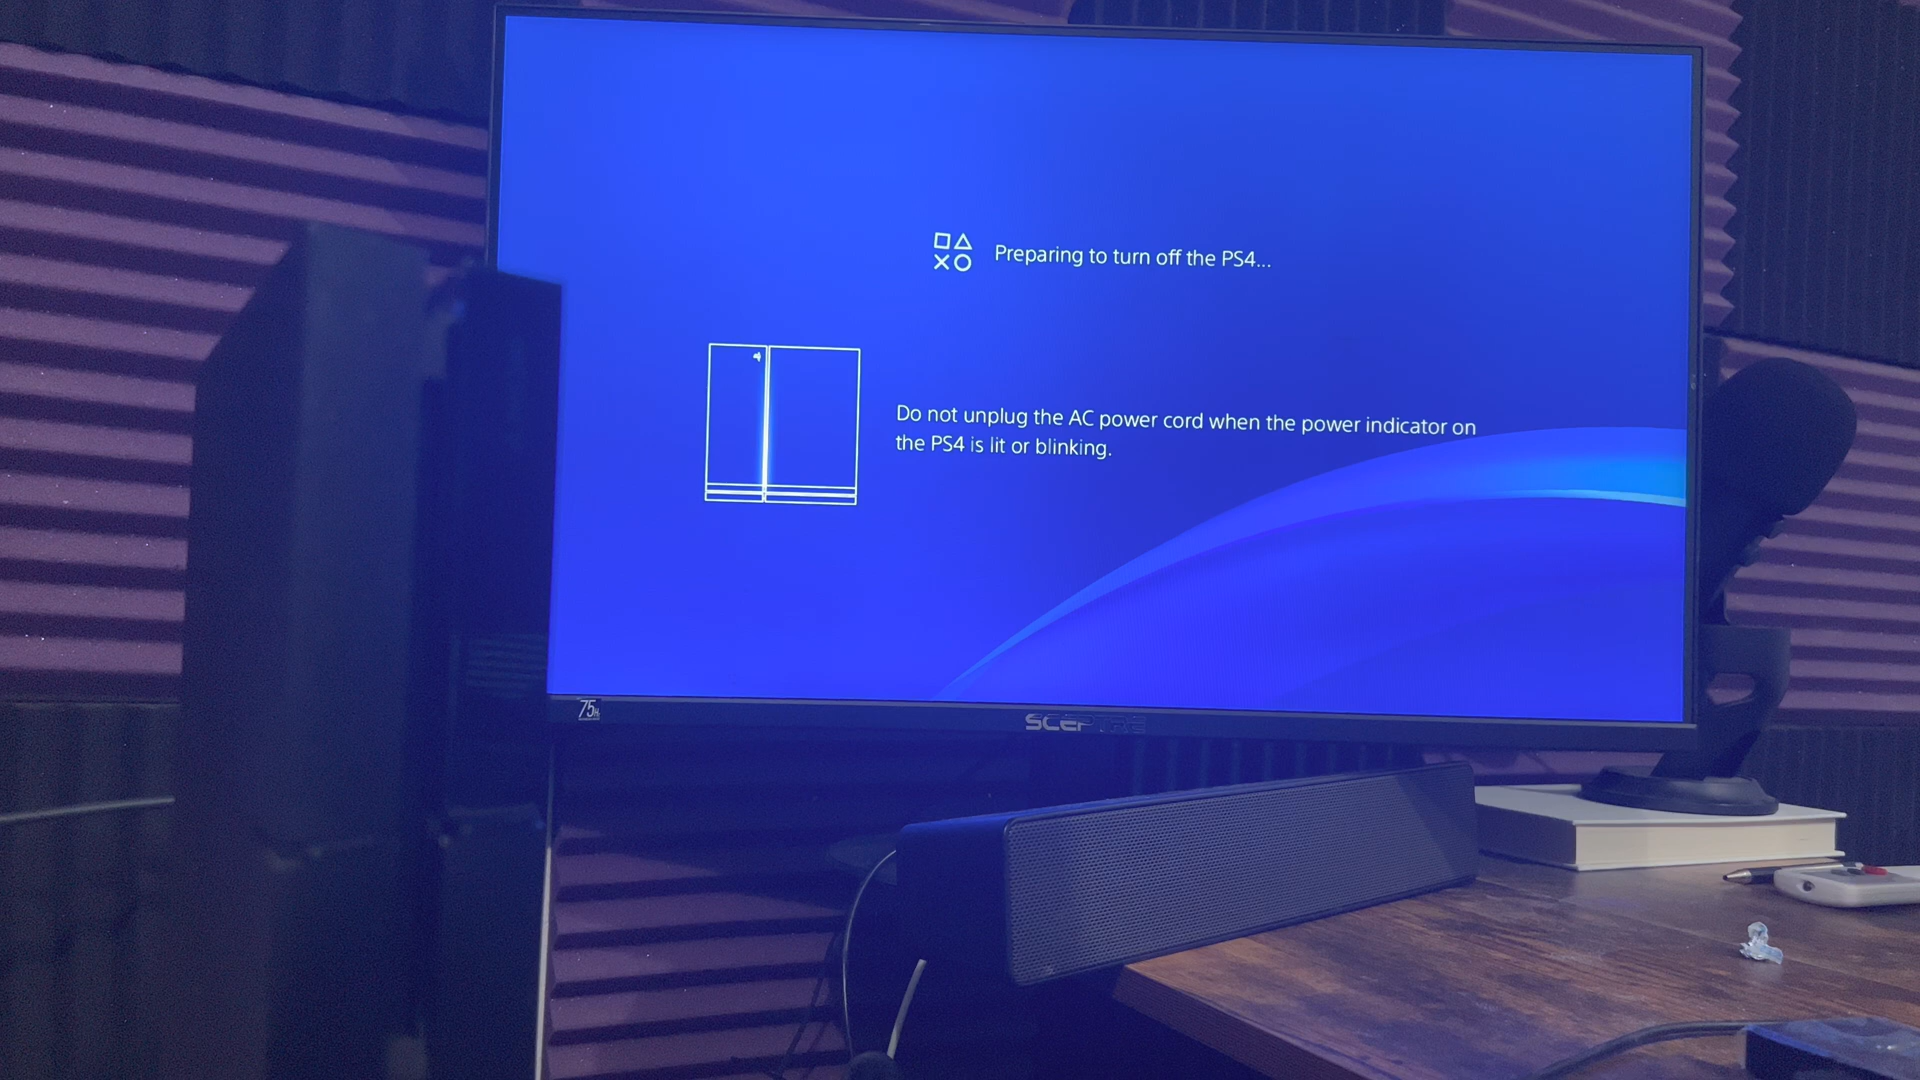 Preparing to turn off the PS4...
Do not unplug the AC power cord when the power indicator on
the PS4 is lit or blinking.
75Hz
SCEPTRE